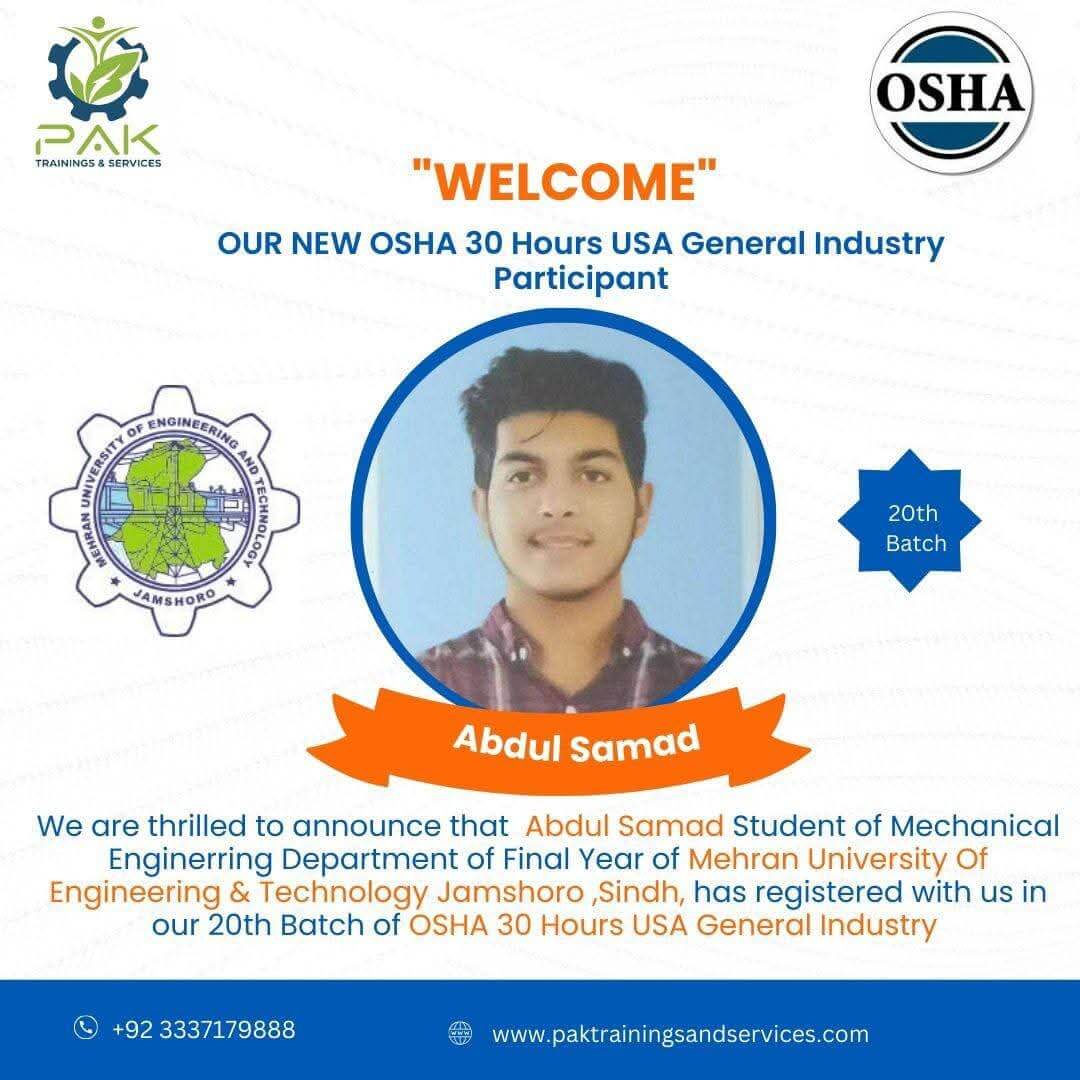 PAK
TRAININGS & SERVICES
OSHA
"WELCOME"
OUR NEW OSHA 30 Hours USA General Industry
Participant
MEHRAN UNIVERSITY OF ENGINEERING AND TECHNOLOGY
JAMSHORO
20th
Batch
Abdul Samad
We are thrilled to announce that Abdul Samad Student of Mechanical
Enginerring Department of Final Year of Mehran University Of
Engineering & Technology Jamshoro ,Sindh, has registered with us in
our 20th Batch of OSHA 30 Hours USA General Industry
+92 3337179888
www.paktrainingsandservices.com